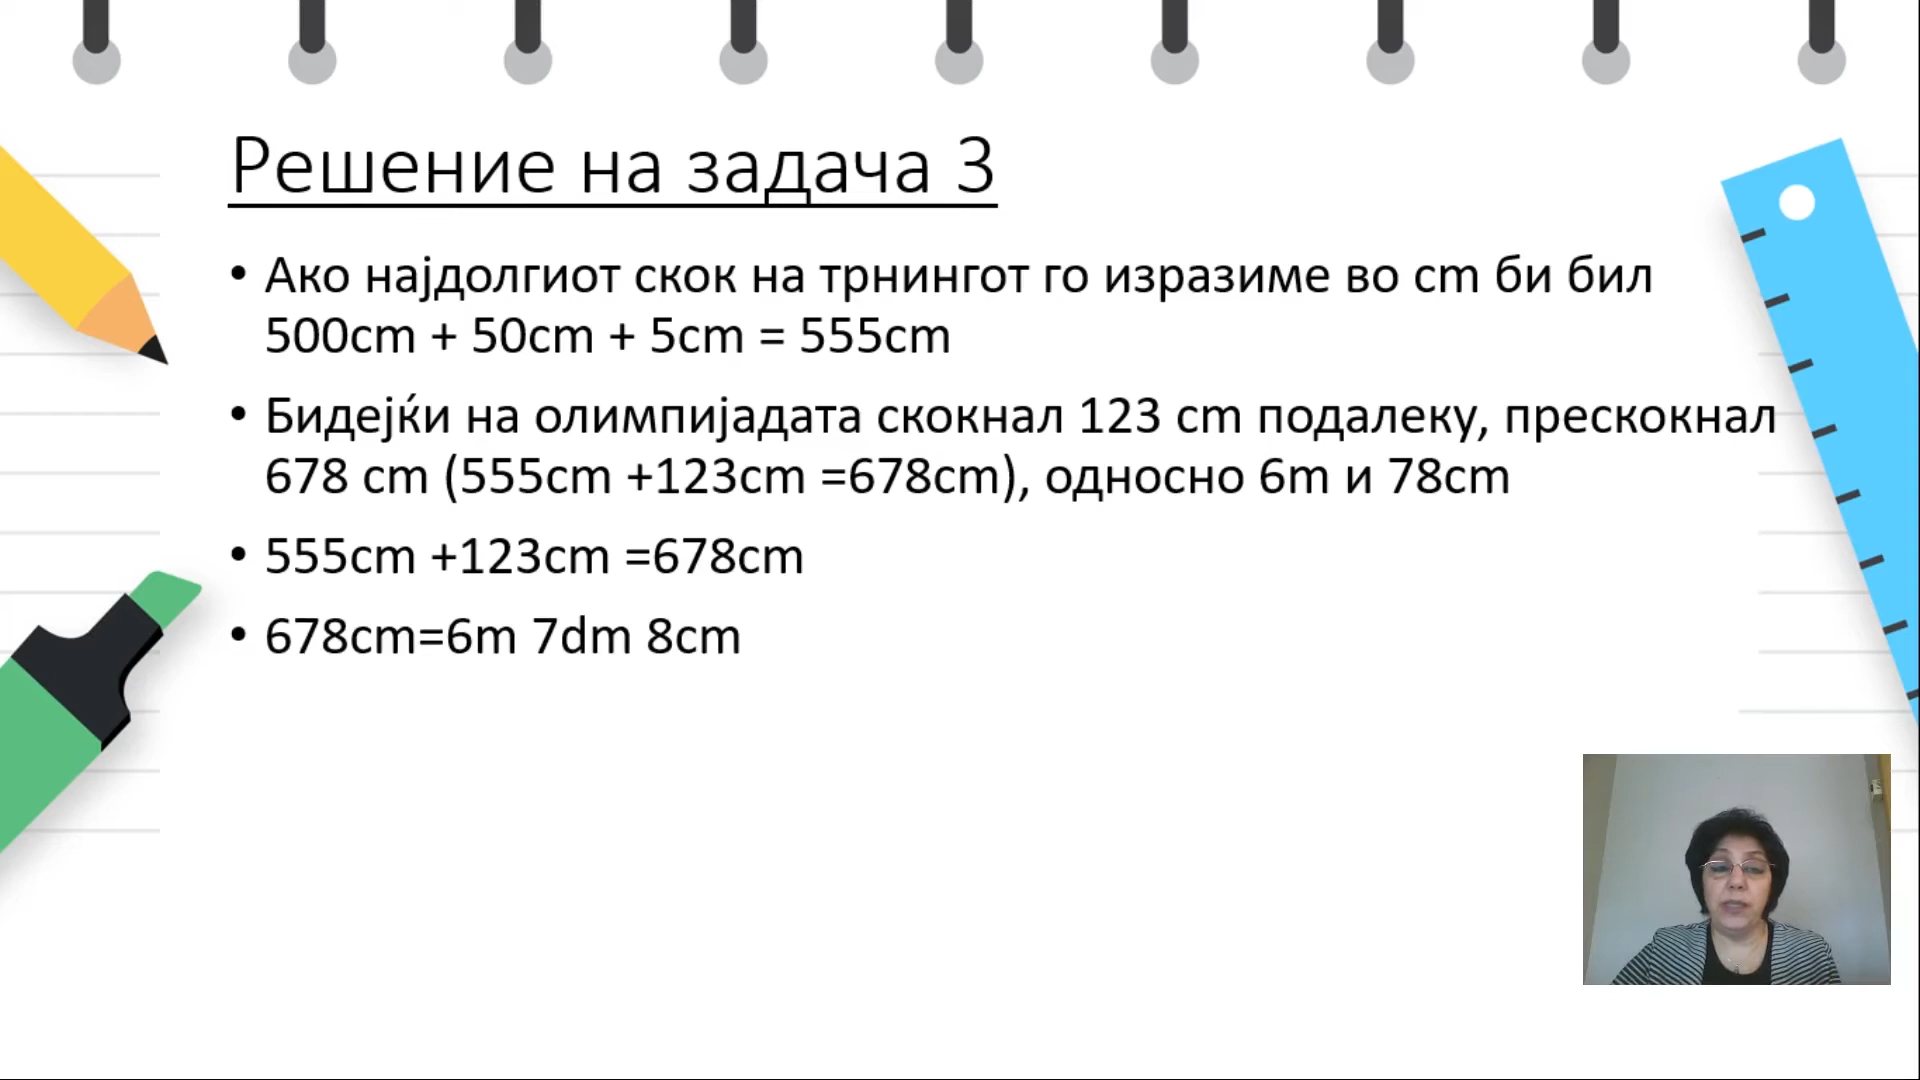 Решение на задача 3
• Ако најдолгиот скок на трнингот го изразиме во cm би бил
500cm + 50cm + 5cm = 555cm
• Бидејќи на олимпијадата скокнал 123 cm подалеку, прескокнал
678 cm (555cm +123cm =678cm), односно 6m и 78cm
• 555cm +123cm =678cm
• 678cm=6m 7dm 8cm